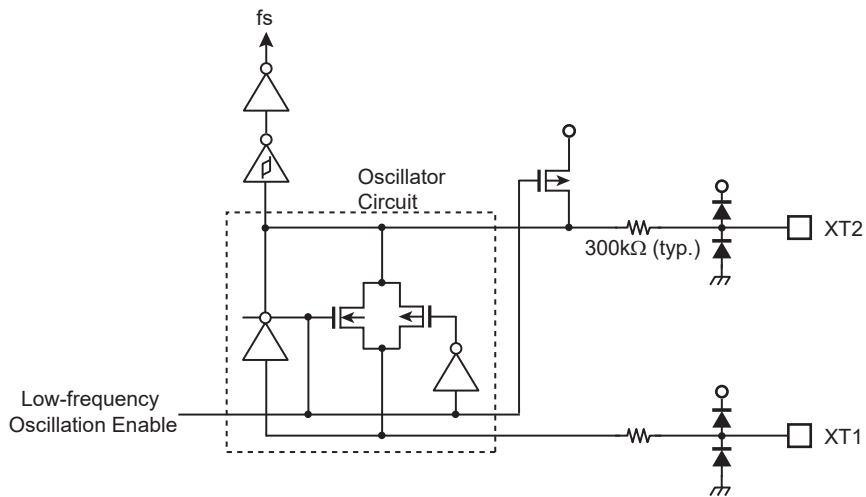 fs
Oscillator
Circuit
300kΩ (typ.)
XT2
Low-frequency
Oscillation Enable
XT1